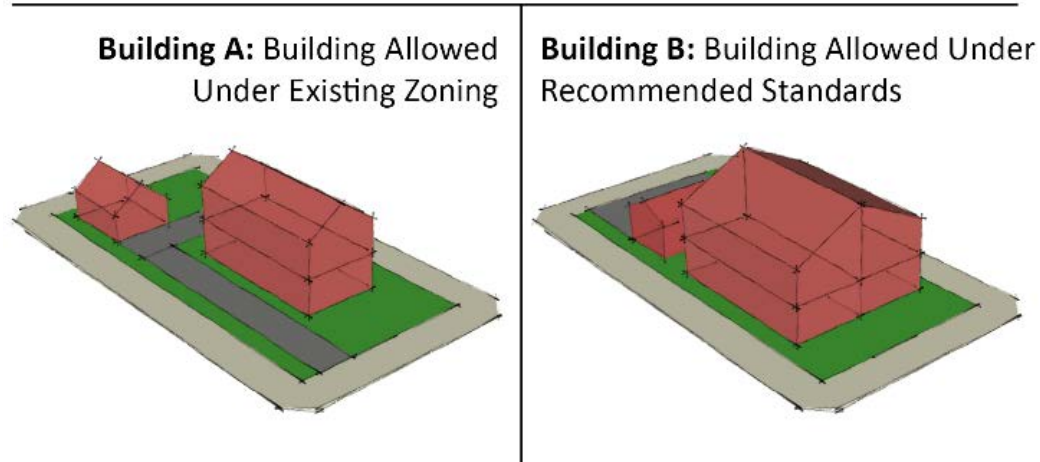 Building A: Building Allowed
Under Existing Zoning
Building B: Building Allowed Under
Recommended Standards